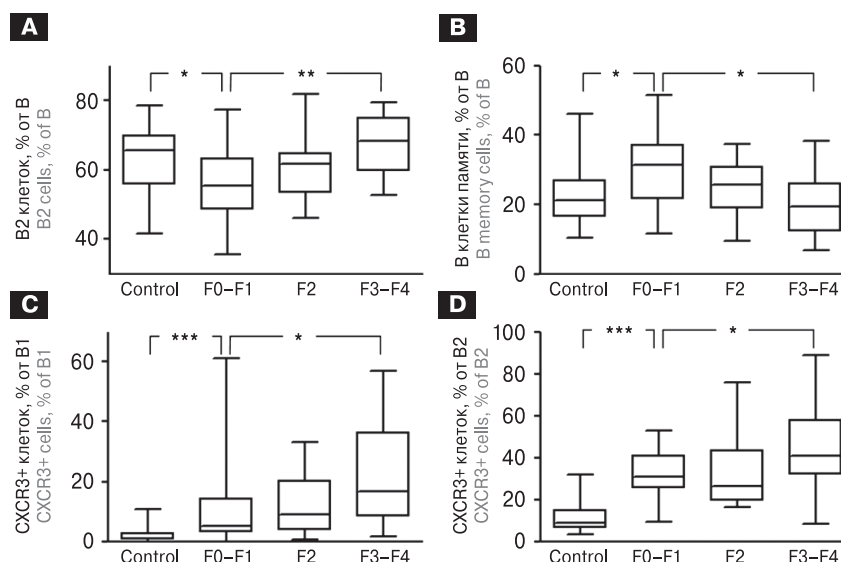 A
B2 клеток, % от B
B2 cells, % of B
* **
80
60
40
Control F0–F1 F2 F3–F4
B
B клетки памяти, % от B
B memory cells, % of B
* *
60
40
20
0
Control F0–F1 F2 F3–F4
C
CXCR3+ клеток, % от B1
CXCR3+ cells, % of B1
*** *
60
40
20
0
Control F0–F1 F2 F3–F4
D
CXCR3+ клеток, % от B2
CXCR3+ cells, % of B2
*** *
100
80
60
40
20
0
Control F0–F1 F2 F3–F4